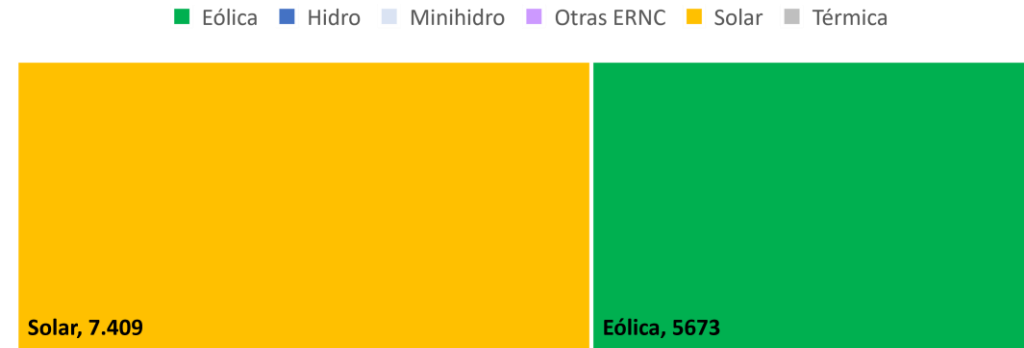 Eólica Hidro Minihidro Otras ERNC Solar Térmica
Solar, 7.409 Eólica, 5673